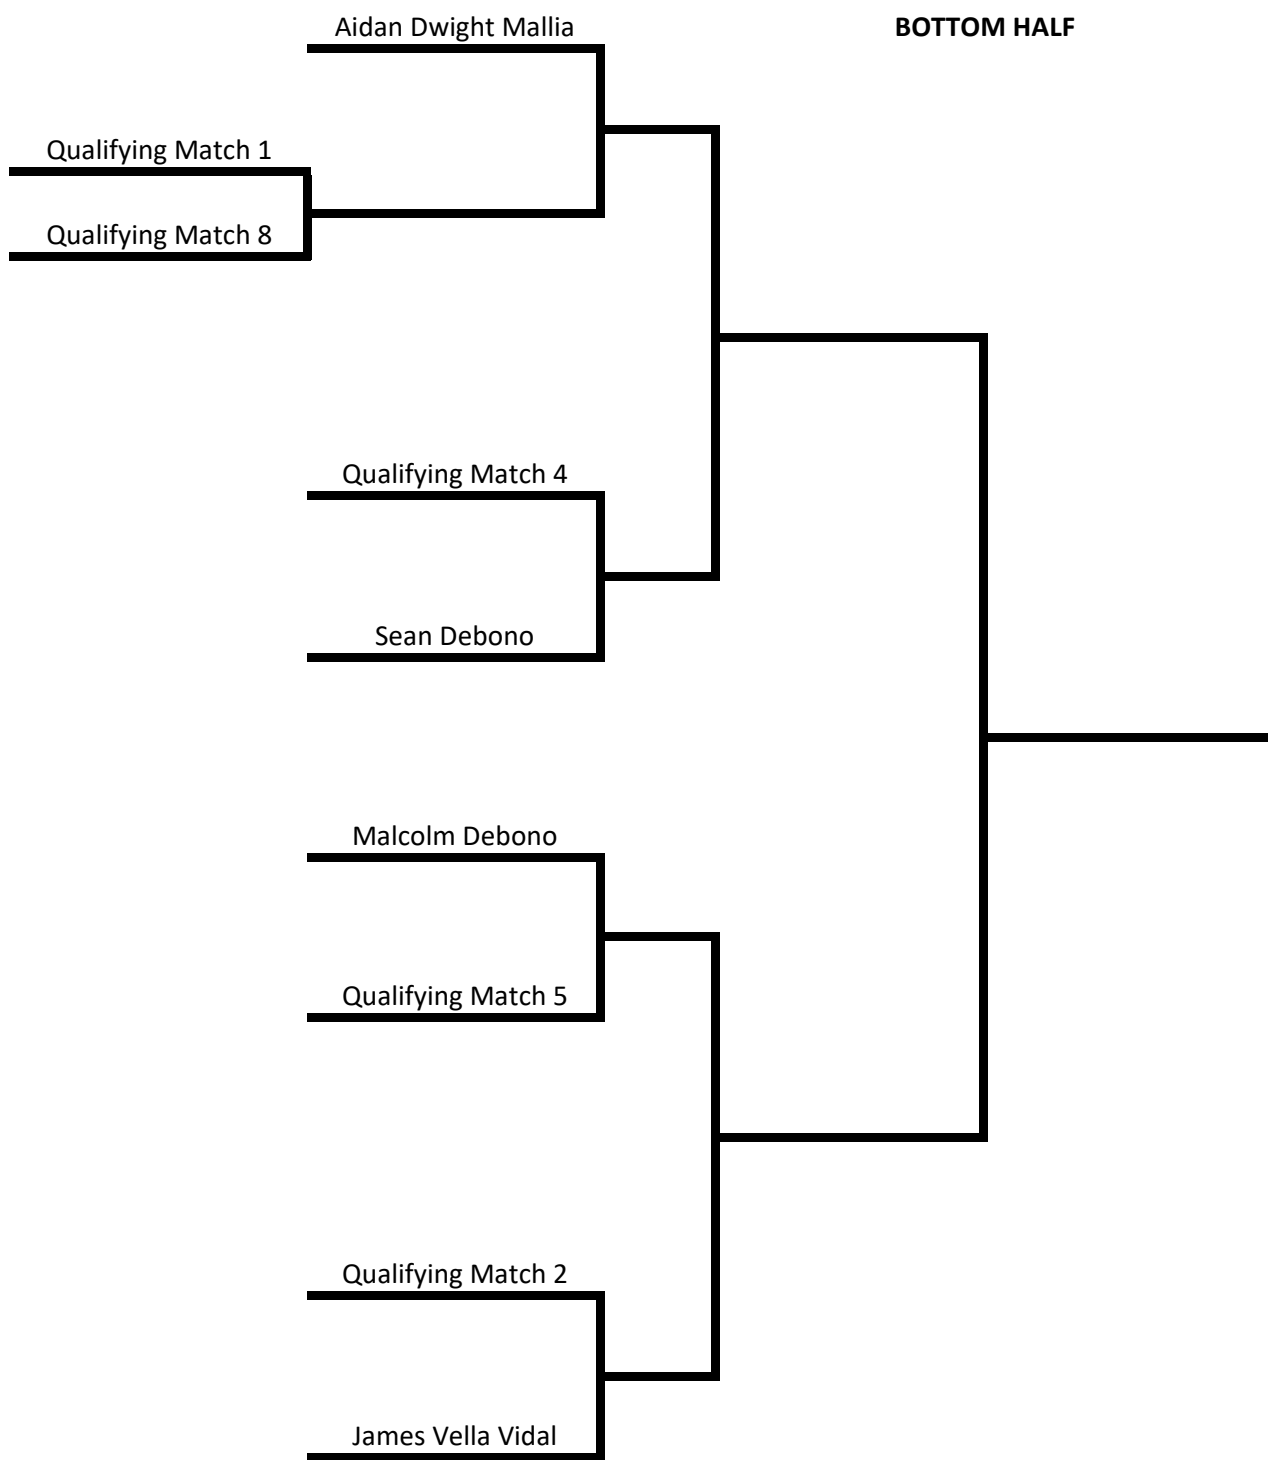 Aidan Dwight Mallia
BOTTOM HALF
Qualifying Match 1
Qualifying Match 8
Qualifying Match 4
Sean Debono
Malcolm Debono
Qualifying Match 5
Qualifying Match 2
James Vella Vidal